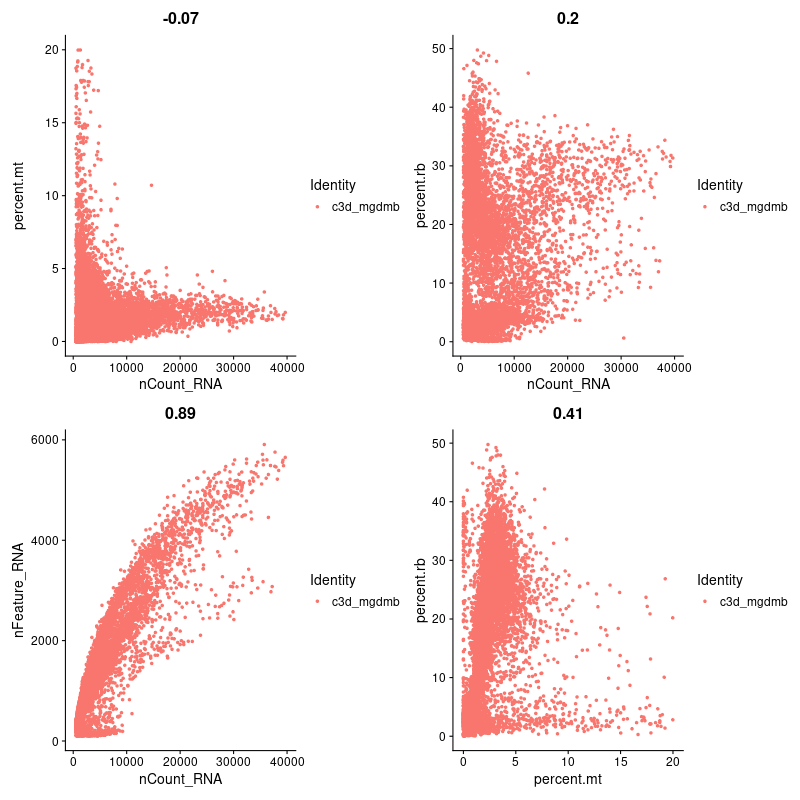 -0.07
percent.mt
20
15
10
5
0
0 10000 20000 30000 40000
nCount_RNA
Identity
c3d_mgdmb
0.2
percent.rb
50
40
30
20
10
0
0 10000 20000 30000 40000
nCount_RNA
Identity
c3d_mgdmb
0.89
nFeature_RNA
6000
4000
2000
0
0 10000 20000 30000 40000
nCount_RNA
Identity
c3d_mgdmb
0.41
percent.rb
50
40
30
20
10
0
0 5 10 15 20
percent.mt
Identity
c3d_mgdmb